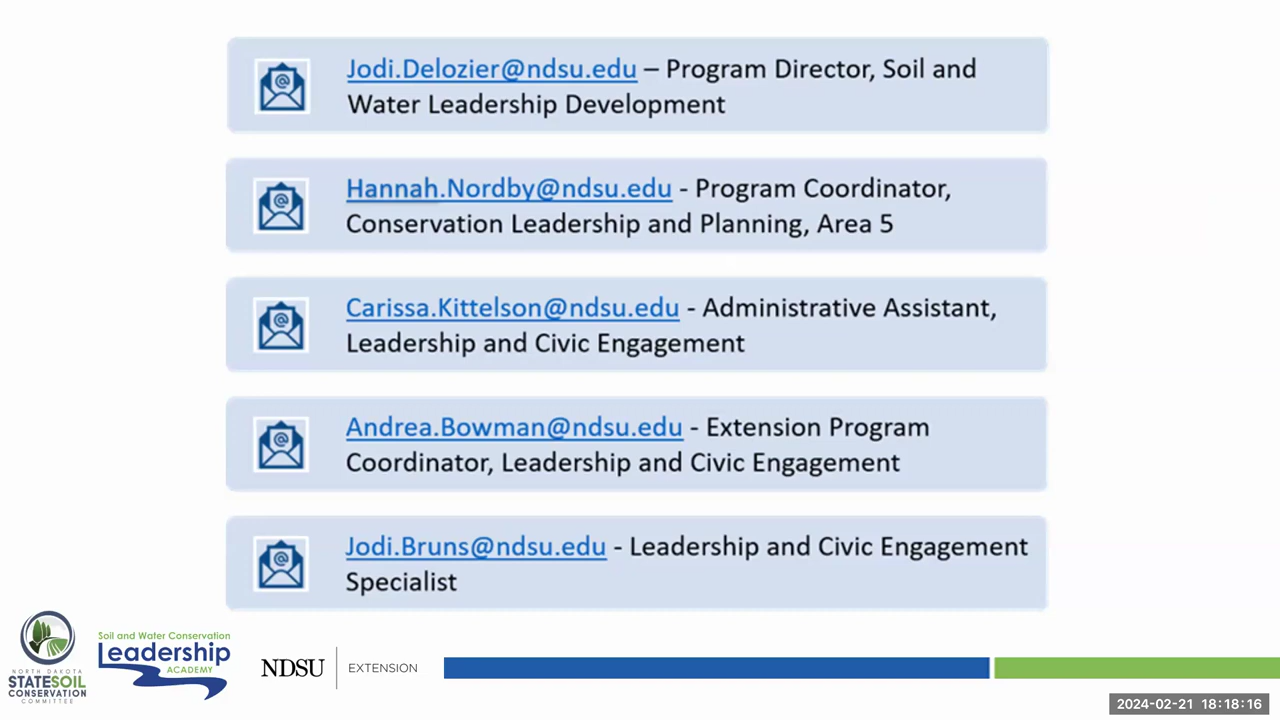 Jodi.Delozier@ndsu.edu – Program Director, Soil and
Water Leadership Development
Hannah.Nordby@ndsu.edu - Program Coordinator,
Conservation Leadership and Planning, Area 5
Carissa.Kittelson@ndsu.edu - Administrative Assistant,
Leadership and Civic Engagement
Andrea.Bowman@ndsu.edu - Extension Program
Coordinator, Leadership and Civic Engagement
Jodi.Bruns@ndsu.edu - Leadership and Civic Engagement
Specialist
NORTH DAKOTA
STATESOIL
CONSERVATION
COMMITTEE
Soil and Water Conservation
Leadership
ACADEMY
NDSU
EXTENSION
2024-02-21 18:18:16